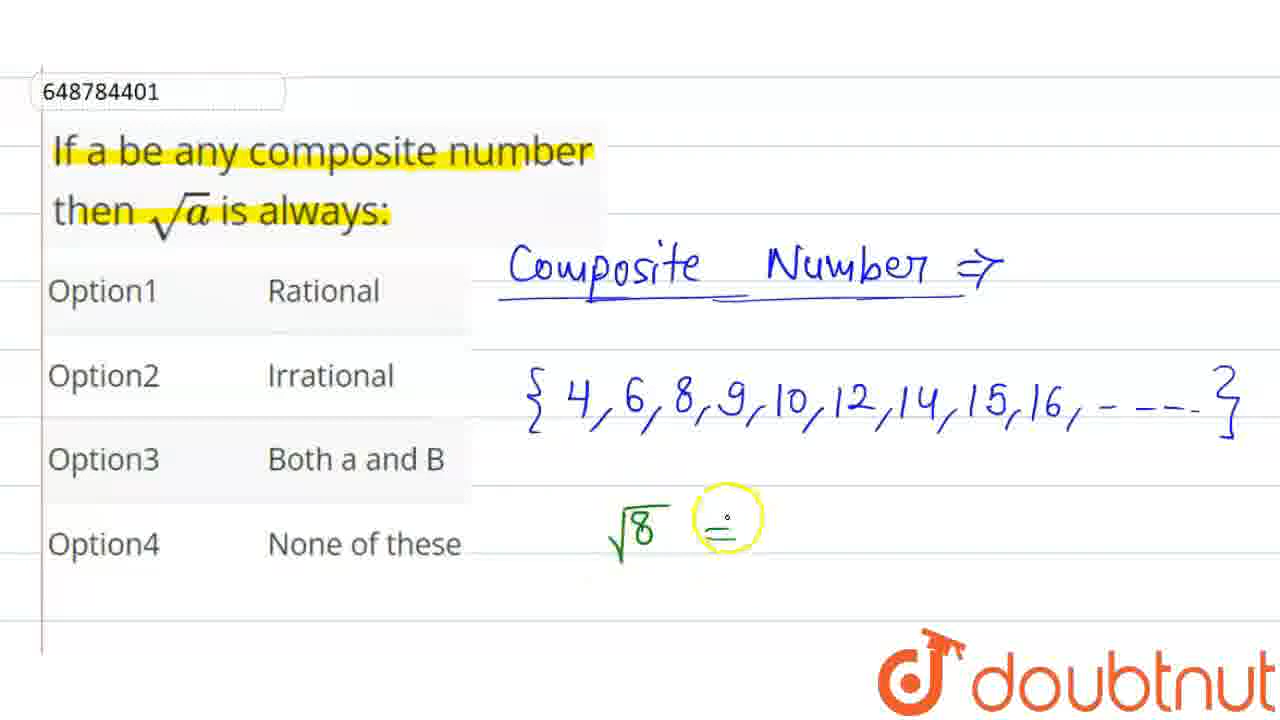 648784401
If a be any composite number
then √a is always:
Composite Number ⇒
Option1 Rational
Option2 Irrational
{ 4, 6, 8, 9, 10, 12, 14, 15, 16, ----- }
Option3 Both a and B
√8 =
Option4 None of these
doubtnut